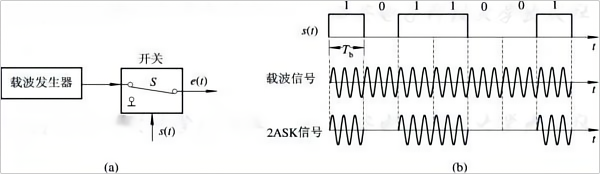 载波发生器
开关
S
e(t)
s(t)
(a)
1 0 1 1 0 0 1
s(t)
T_b
t
载波信号
t
2ASK信号
t
(b)